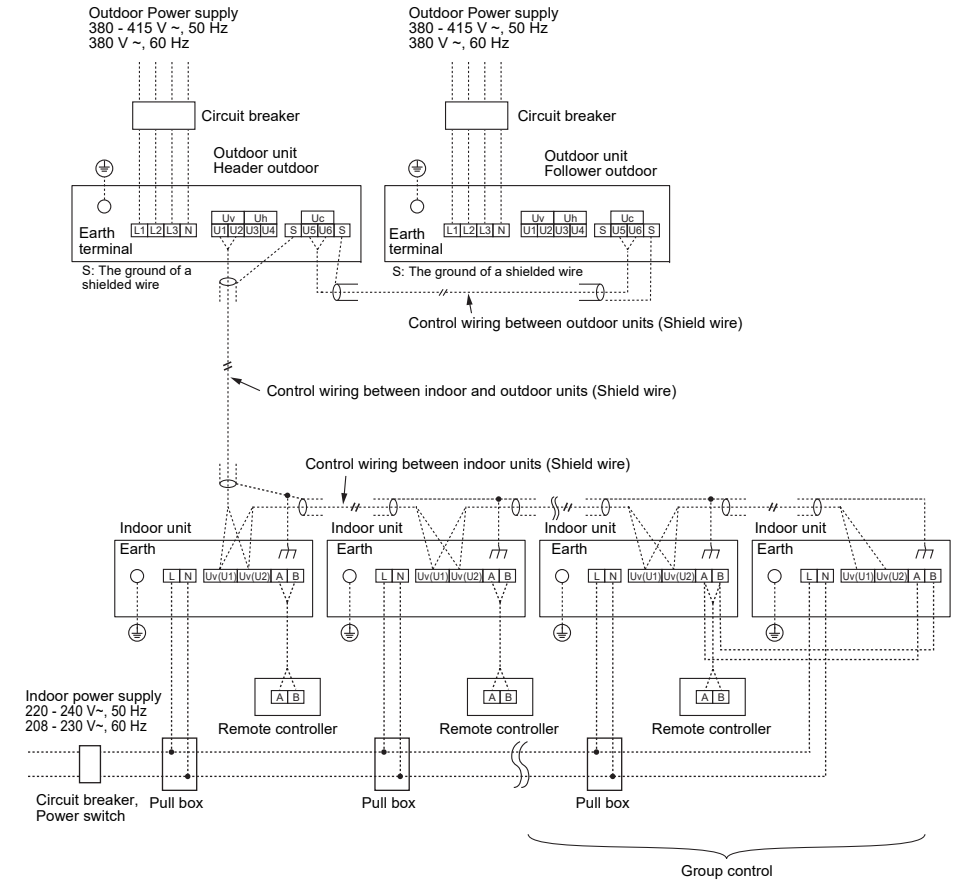 Outdoor Power supply
380 - 415 V ~, 50 Hz
380 V ~, 60 Hz
Outdoor Power supply
380 - 415 V ~, 50 Hz
380 V ~, 60 Hz
Circuit breaker
Circuit breaker
Outdoor unit
Header outdoor
Outdoor unit
Follower outdoor
Earth
terminal
L1 L2 L3 N
Uv Uh
U1 U2 U3 U4
Uc
S U5 U6 S
Earth
terminal
L1 L2 L3 N
Uv Uh
U1 U2 U3 U4
Uc
S U5 U6 S
S: The ground of a
shielded wire
S: The ground of a shielded wire
Control wiring between outdoor units (Shield wire)
Control wiring between indoor and outdoor units (Shield wire)
Control wiring between indoor units (Shield wire)
Indoor unit
Indoor unit
Indoor unit
Indoor unit
Earth
Earth
Earth
Earth
L N Uv(U1) Uv(U2) A B
L N Uv(U1) Uv(U2) A B
L N Uv(U1) Uv(U2) A B
L N Uv(U1) Uv(U2) A B
A B
A B
A B
Remote controller
Remote controller
Remote controller
Indoor power supply
220 - 240 V~, 50 Hz
208 - 230 V~, 60 Hz
Circuit breaker,
Power switch
Pull box
Pull box
Pull box
Group control